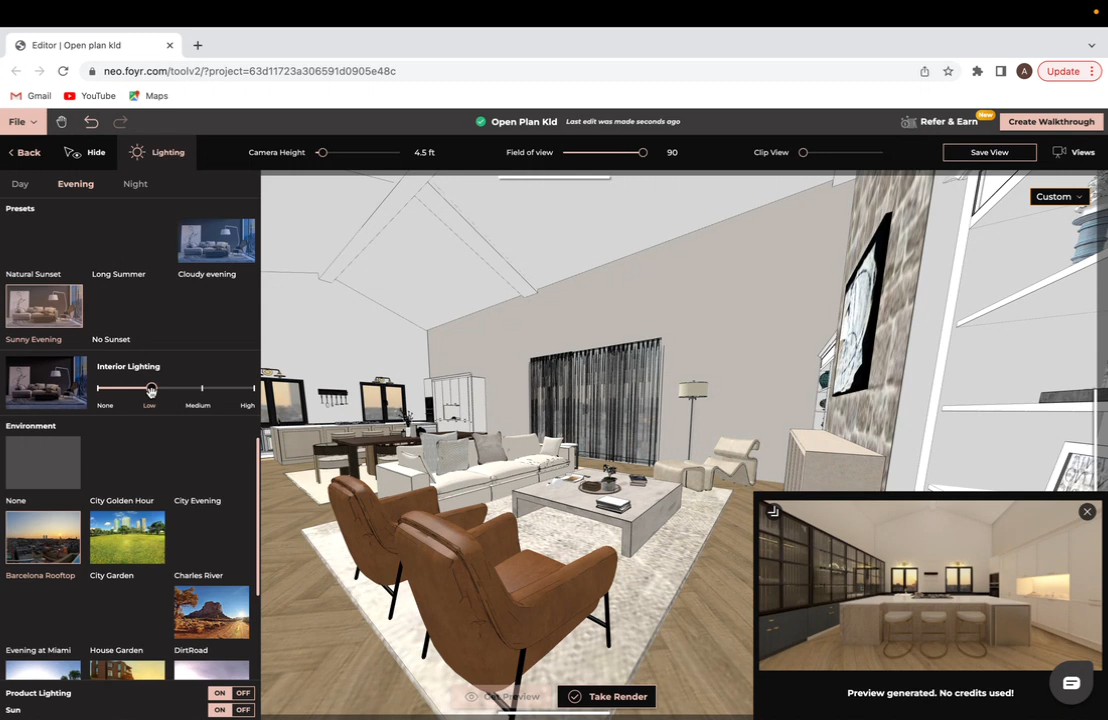 Editor | Open plan kld
neo.foyr.com/toolv2/?project=63d11723a306591d0905e48c
A
Update
Gmail YouTube Maps
File
Open Plan Kld Last edit was made seconds ago
Refer & Earn New
Create Walkthrough
Back Hide Lighting Camera Height 4.5 ft Field of view 90 Clip View Save View Views
Day Evening Night
Custom
Presets
Natural Sunset Long Summer Cloudy evening
Sunny Evening No Sunset
Interior Lighting
None Low Medium High
Environment
None City Golden Hour City Evening
Barcelona Rooftop City Garden Charles River
Evening at Miami House Garden DirtRoad
Product Lighting ON OFF
Sun ON OFF
Get Preview Take Render
Preview generated. No credits used!